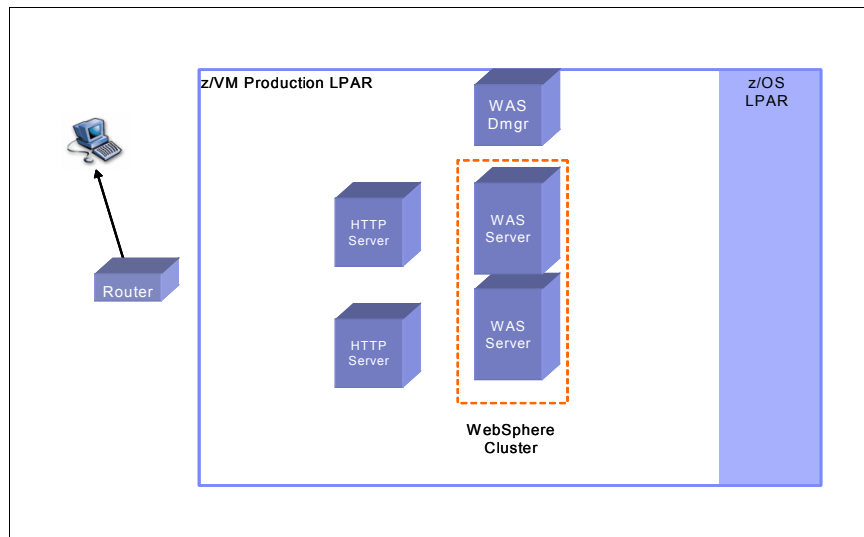 z/VM Production LPAR
WAS
Dmgr
z/OS
LPAR
HTTP
Server
WAS
Server
Router
HTTP
Server
WAS
Server
WebSphere
Cluster